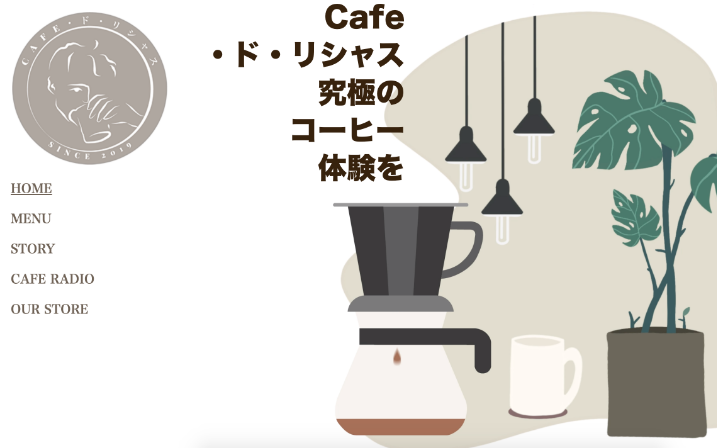 CAFE・ド・リシャス
SINCE 2019
HOME
MENU
STORY
CAFE RADIO
OUR STORE
Cafe
・ド・リシャス
究極の
コーヒー
体験を